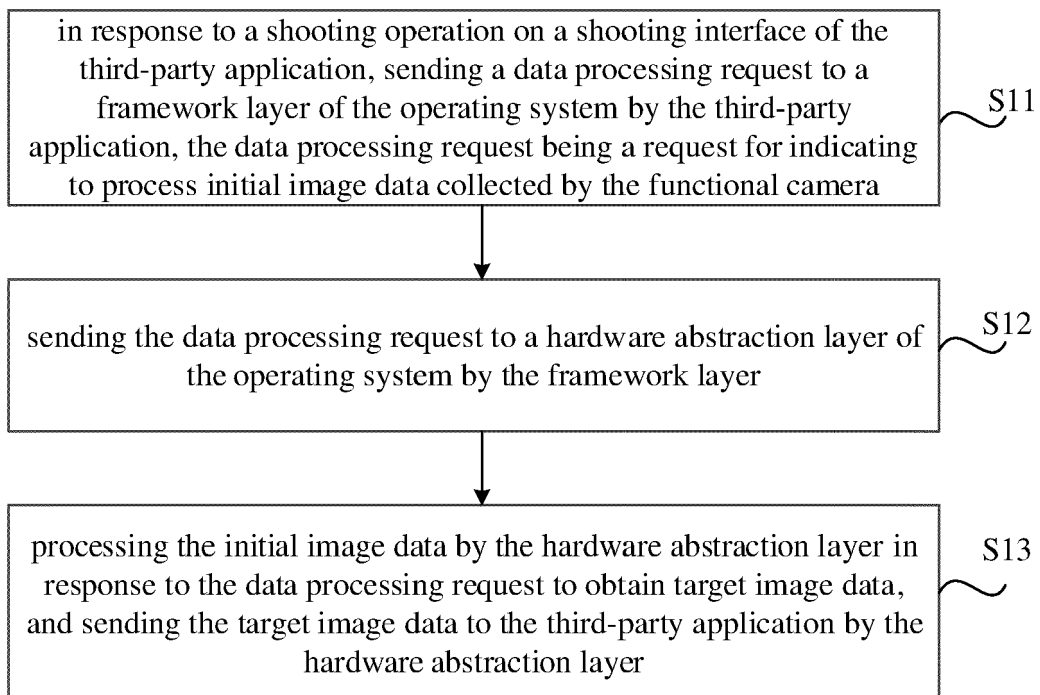 in response to a shooting operation on a shooting interface of the
third-party application, sending a data processing request to a
framework layer of the operating system by the third-party
application, the data processing request being a request for indicating
to process initial image data collected by the functional camera
S11
sending the data processing request to a hardware abstraction layer of
the operating system by the framework layer
S12
processing the initial image data by the hardware abstraction layer in
response to the data processing request to obtain target image data,
and sending the target image data to the third-party application by the
hardware abstraction layer
S13